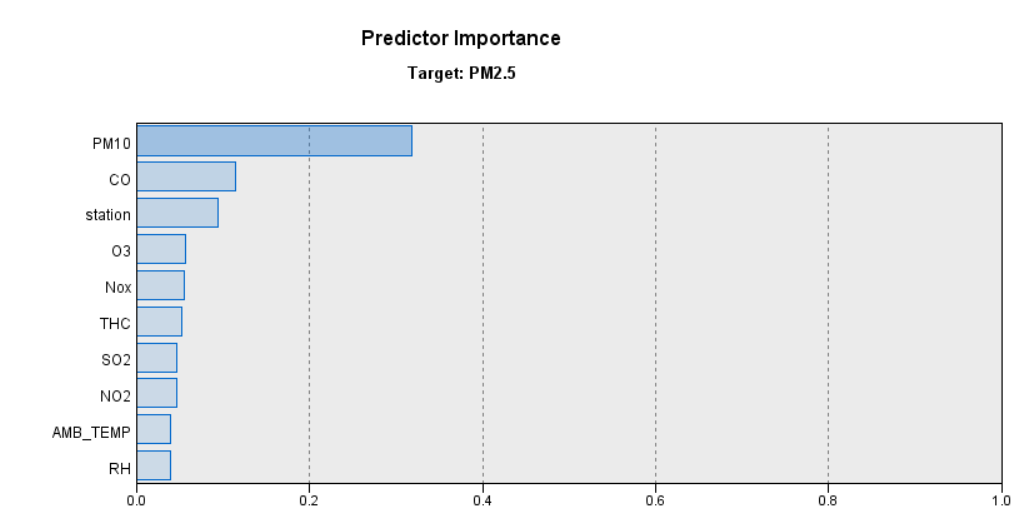 Predictor Importance
Target: PM2.5
PM10
CO
station
O3
Nox
THC
SO2
NO2
AMB_TEMP
RH
0.0 0.2 0.4 0.6 0.8 1.0